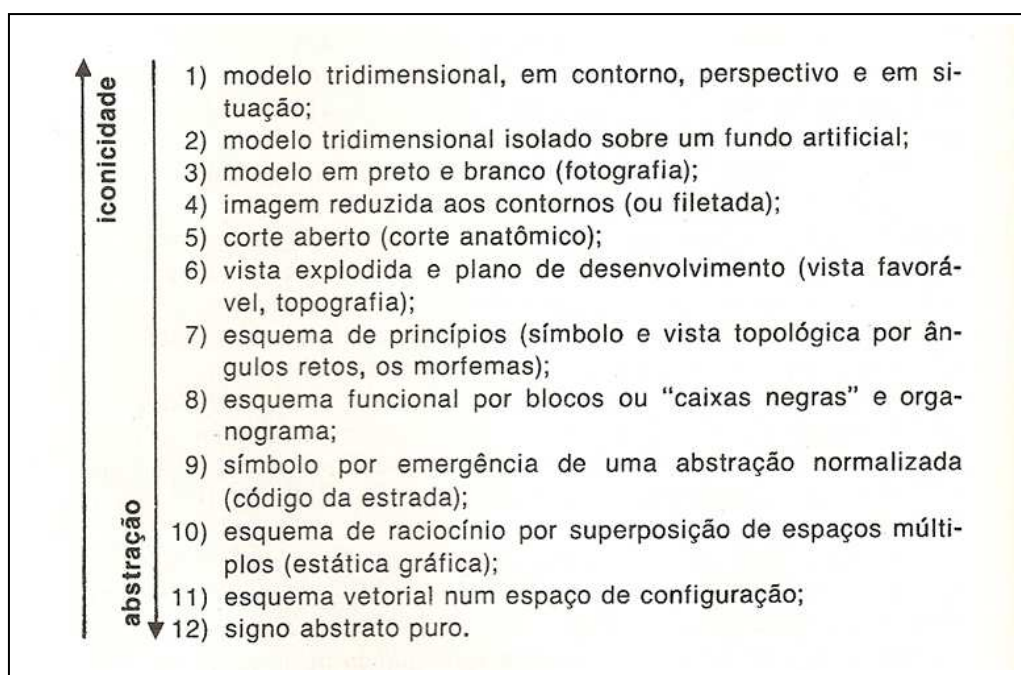 iconicidade
abstração
1) modelo tridimensional, em contorno, perspectivo e em si-
tuação;
2) modelo tridimensional isolado sobre um fundo artificial;
3) modelo em preto e branco (fotografia);
4) imagem reduzida aos contornos (ou filetada);
5) corte aberto (corte anatômico);
6) vista explodida e plano de desenvolvimento (vista favorá-
vel, topografia);
7) esquema de princípios (símbolo e vista topológica por ân-
gulos retos, os morfemas);
8) esquema funcional por blocos ou “caixas negras” e orga-
nograma;
9) símbolo por emergência de uma abstração normalizada
(código da estrada);
10) esquema de raciocínio por superposição de espaços múlti-
plos (estática gráfica);
11) esquema vetorial num espaço de configuração;
12) signo abstrato puro.